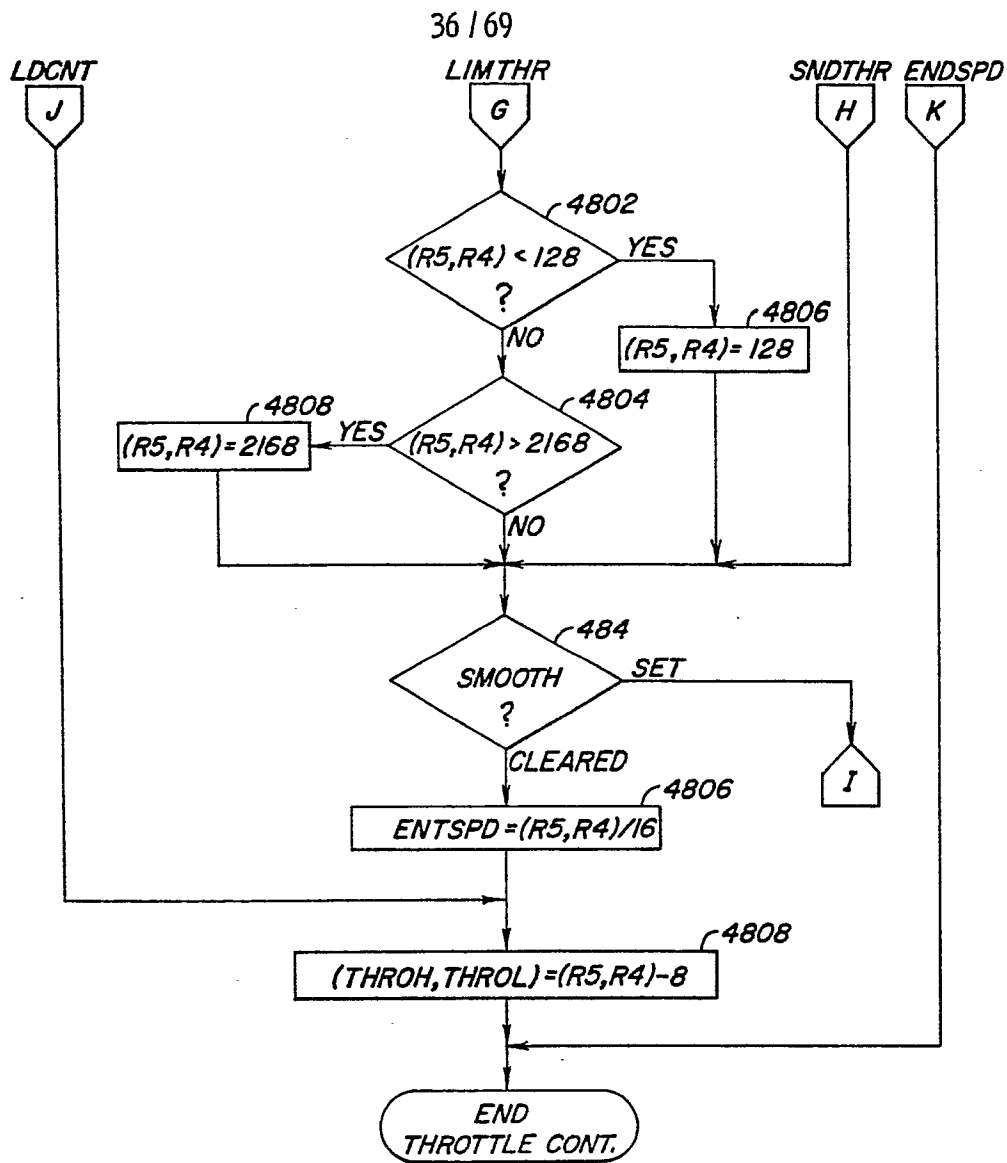 36/69
LDCNT
J
LIMTHR
G
SNDTHR
H
ENDSPD
K
4802
(R5,R4)<128
?
YES
NO
4806
(R5,R4)=128
4804
(R5,R4)>2168
?
YES
NO
4808
(R5,R4)=2168
484
SMOOTH
?
SET
CLEARED
I
4806
ENTSPD=(R5,R4)/16
4808
(THROH,THROL)=(R5,R4)-8
END
THROTTLE CONT.